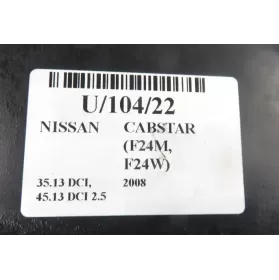 U/104/22
NISSAN CABSTAR
(F24M,
F24W)
35.13 DCI, 2008
45.13 DCI 2.5